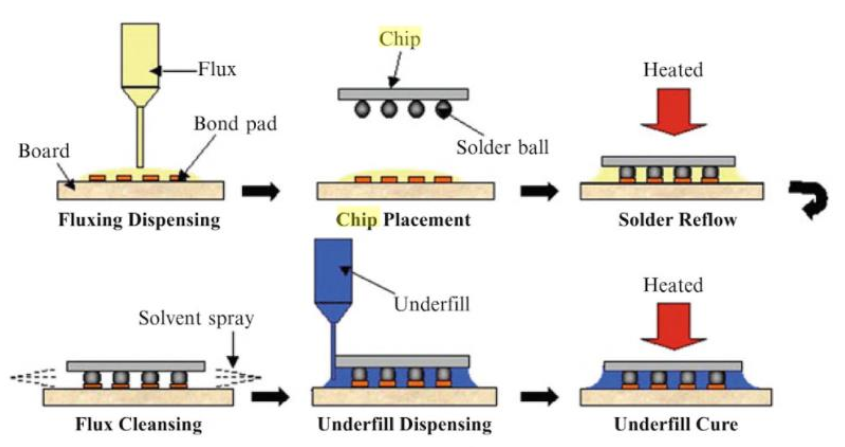 Chip
Flux
Heated
Bond pad
Board
Solder ball
Fluxing Dispensing
Chip Placement
Solder Reflow
Heated
Underfill
Solvent spray
Flux Cleansing
Underfill Dispensing
Underfill Cure